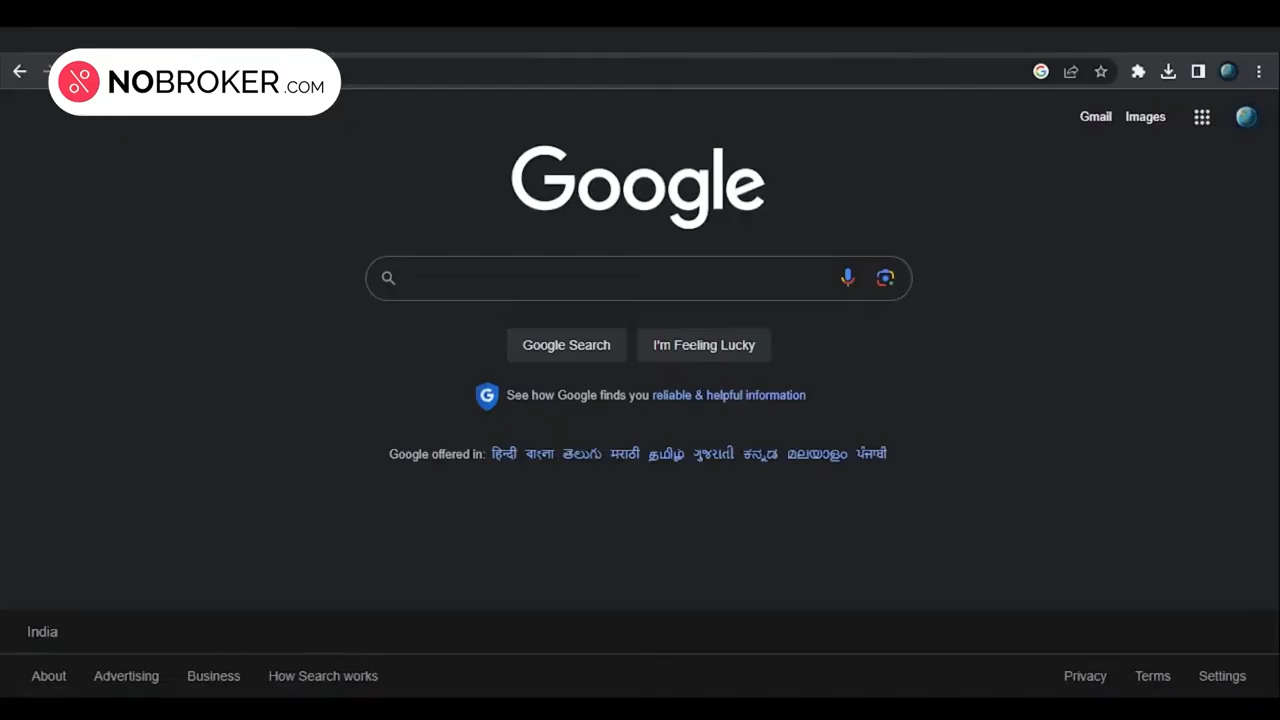 NOBROKER.COM
Gmail Images
Google
Google Search I'm Feeling Lucky
See how Google finds you reliable & helpful information
Google offered in: हिन्दी বাংলা తెలుగు मराठी தமிழ் ગુજરાતી ಕನ್ನಡ മലയാളം ਪੰਜਾਬੀ
India
About Advertising Business How Search works Privacy Terms Settings